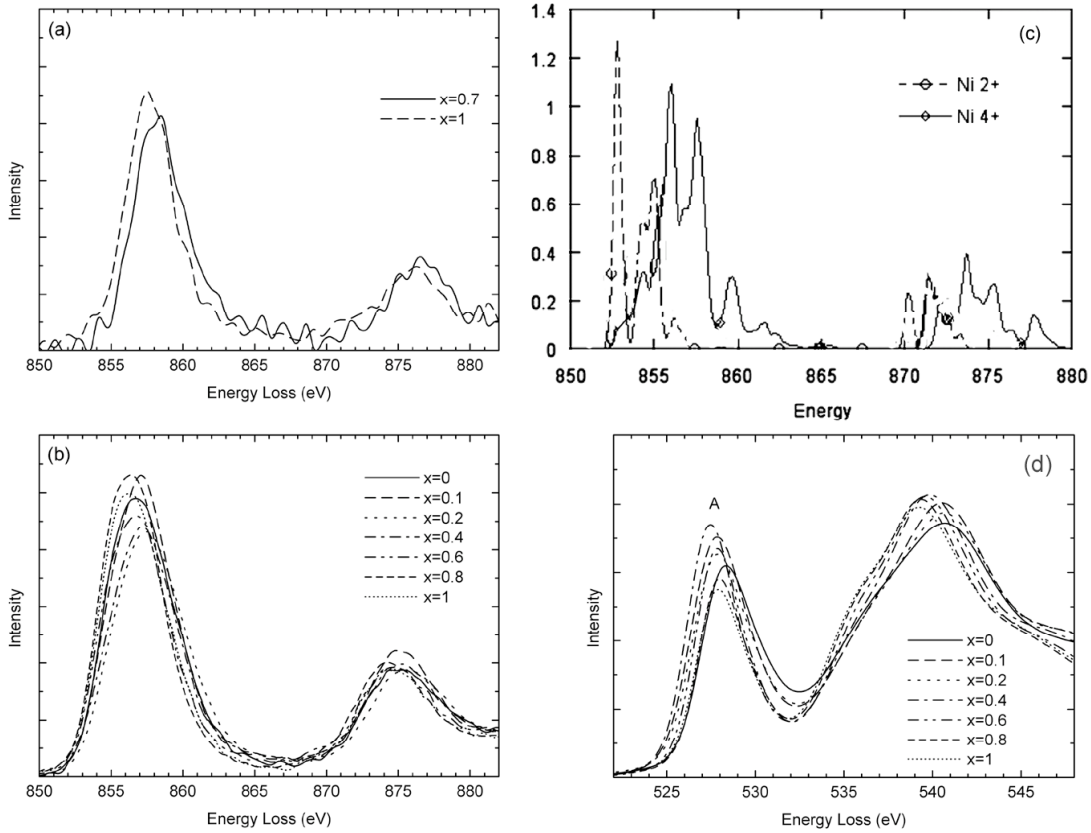 (a)
x=0.7
x=1
Intensity
850 855 860 865 870 875 880
Energy Loss (eV)
(c)
1.4
1.2
1
0.8
0.6
0.4
0.2
0
Ni 2+
Ni 4+
850 855 860 865 870 875 880
Energy
(b)
x=0
x=0.1
x=0.2
x=0.4
x=0.6
x=0.8
x=1
Intensity
850 855 860 865 870 875 880
Energy Loss (eV)
(d)
A
x=0
x=0.1
x=0.2
x=0.4
x=0.6
x=0.8
x=1
Intensity
525 530 535 540 545
Energy Loss (eV)